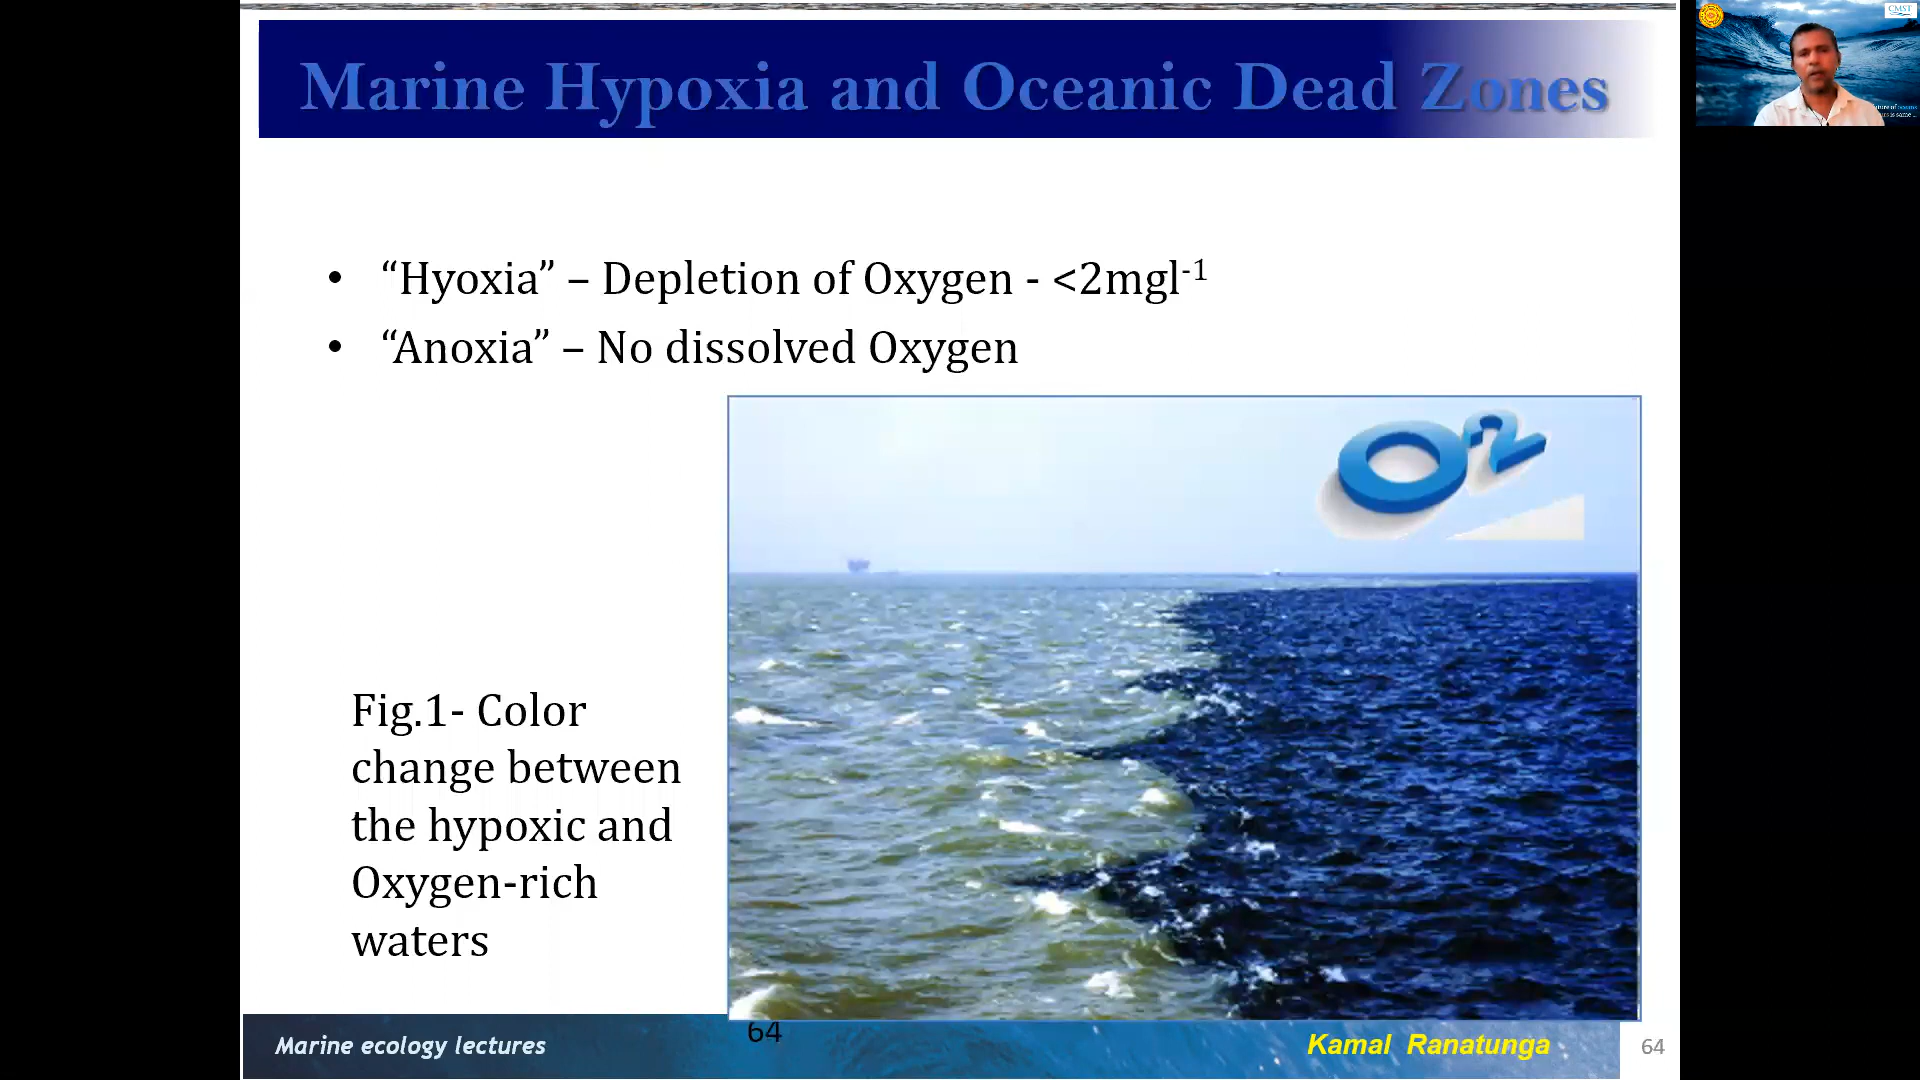 Marine Hypoxia and Oceanic Dead Zones
CMST
• “Hyoxia” – Depletion of Oxygen - <2mgl-1
• “Anoxia” – No dissolved Oxygen
O2
Fig.1- Color
change between
the hypoxic and
Oxygen-rich
waters
64
Marine ecology lectures
Kamal Ranatunga
64